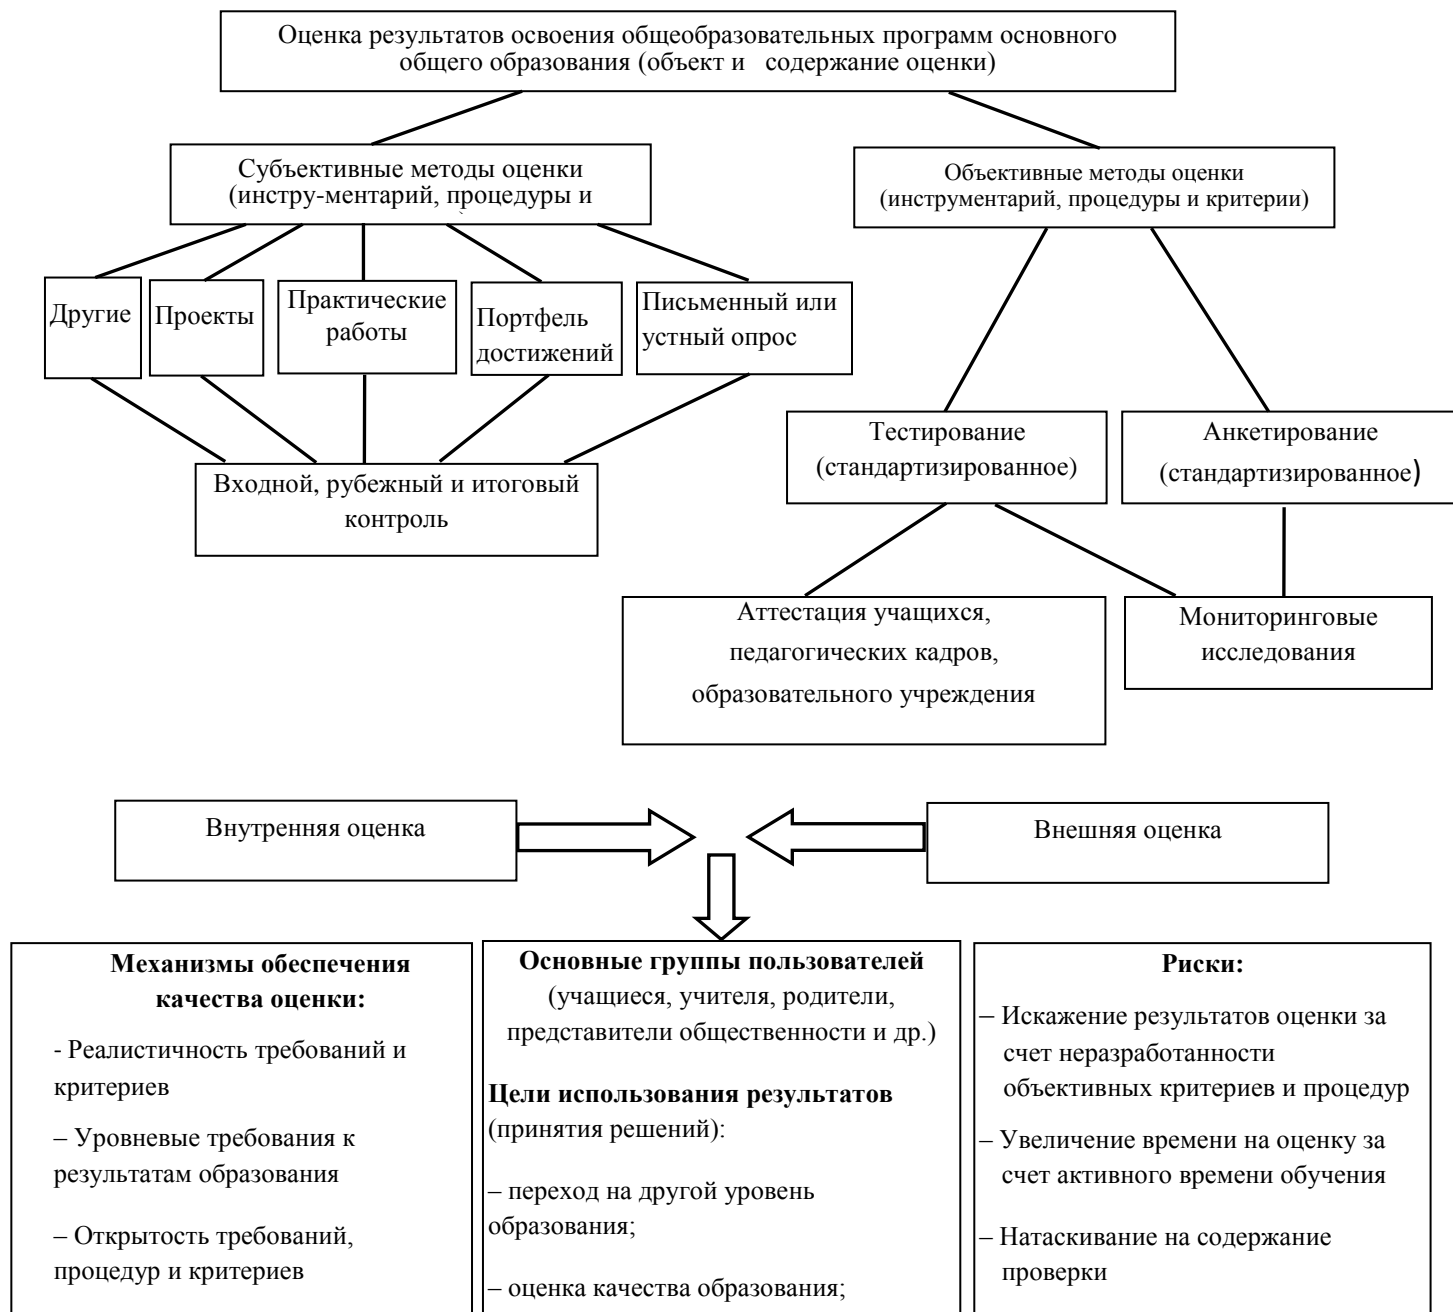 Оценка результатов освоения общеобразовательных программ основного
общего образования (объект и содержание оценки)
Субъективные методы оценки
(инстру-ментарий, процедуры и
Объективные методы оценки
(инструментарий, процедуры и критерии)
Другие
Проекты
Практические
работы
Портфель
достижений
Письменный или
устный опрос
Входной, рубежный и итоговый
контроль
Тестирование
(стандартизированное)
Анкетирование
(стандартизированное)
Аттестация учащихся,
педагогических кадров,
образовательного учреждения
Мониторинговые
исследования
Внутренняя оценка
Внешняя оценка
Механизмы обеспечения
качества оценки:
- Реалистичность требований и
критериев
– Уровневые требования к
результатам образования
– Открытость требований,
процедур и критериев
Основные группы пользователей
(учащиеся, учителя, родители,
представители общественности и др.)
Цели использования результатов
(принятия решений):
– переход на другой уровень
образования;
– оценка качества образования;
Риски:
– Искажение результатов оценки за
счет неразработанности
объективных критериев и процедур
– Увеличение времени на оценку за
счет активного времени обучения
– Натаскивание на содержание
проверки